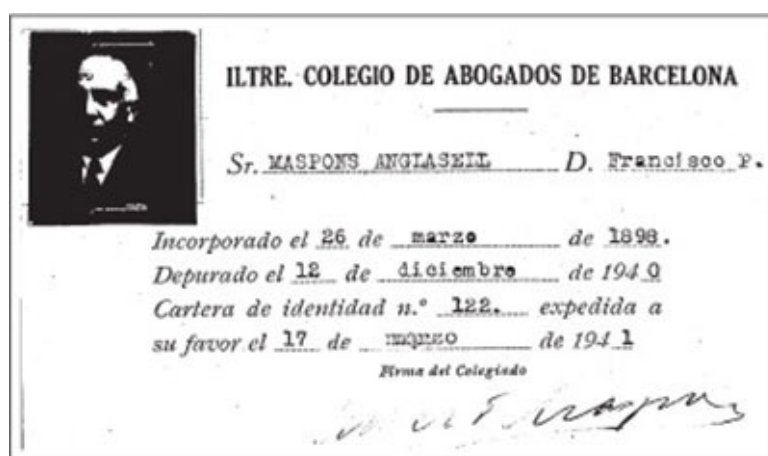 ILTRE. COLEGIO DE ABOGADOS DE BARCELONA
Sr. MASPONS ANGLASELL D. Francisco P.
Incorporado el 26 de marzo de 1898.
Depurado el 12 de diciembre de 1940
Cartera de identidad n.º 122. expedida a
su favor el 17 de marzo de 1941
Firma del Colegiado